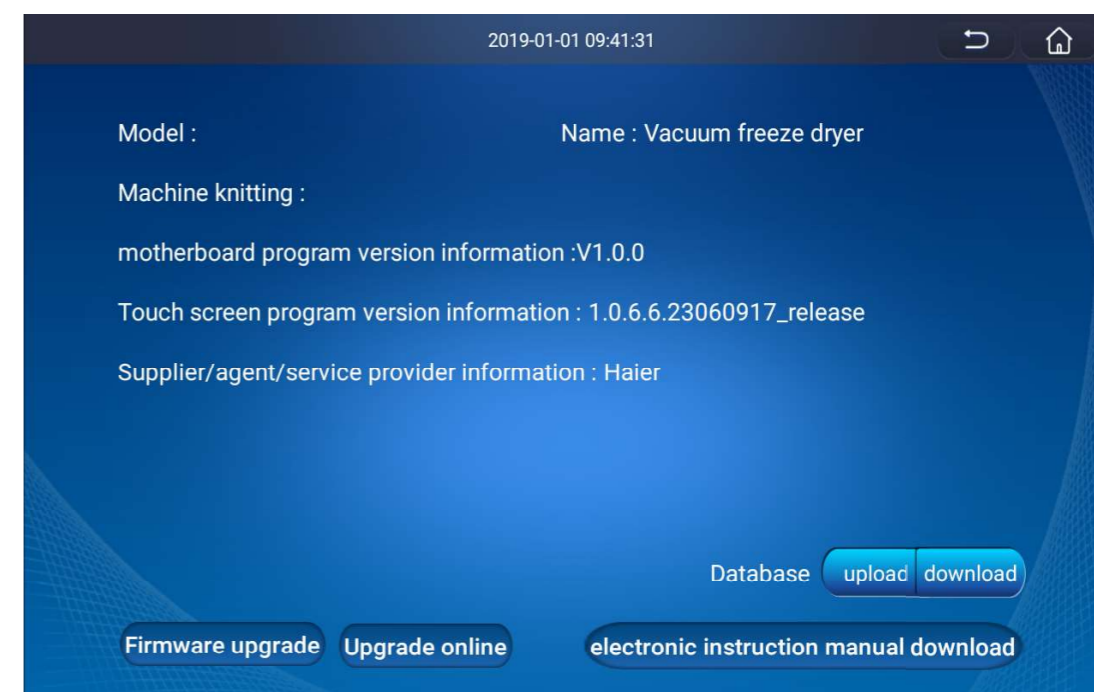 2019-01-01 09:41:31
Model :
Name : Vacuum freeze dryer
Machine knitting :
motherboard program version information :V1.0.0
Touch screen program version information : 1.0.6.6.23060917_release
Supplier/agent/service provider information : Haier
Database upload download
Firmware upgrade Upgrade online electronic instruction manual download